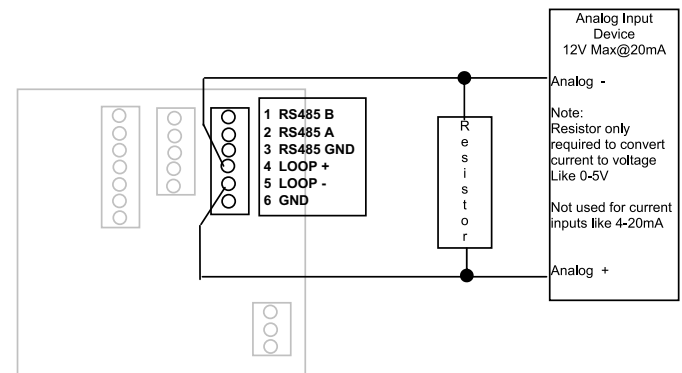 Analog Input
Device
12V Max@20mA
Analog -
Note:
Resistor only
required to convert
current to voltage
Like 0-5V
Not used for current
inputs like 4-20mA
Analog +
1 RS485 B
2 RS485 A
3 RS485 GND
4 LOOP +
5 LOOP -
6 GND
Resistor